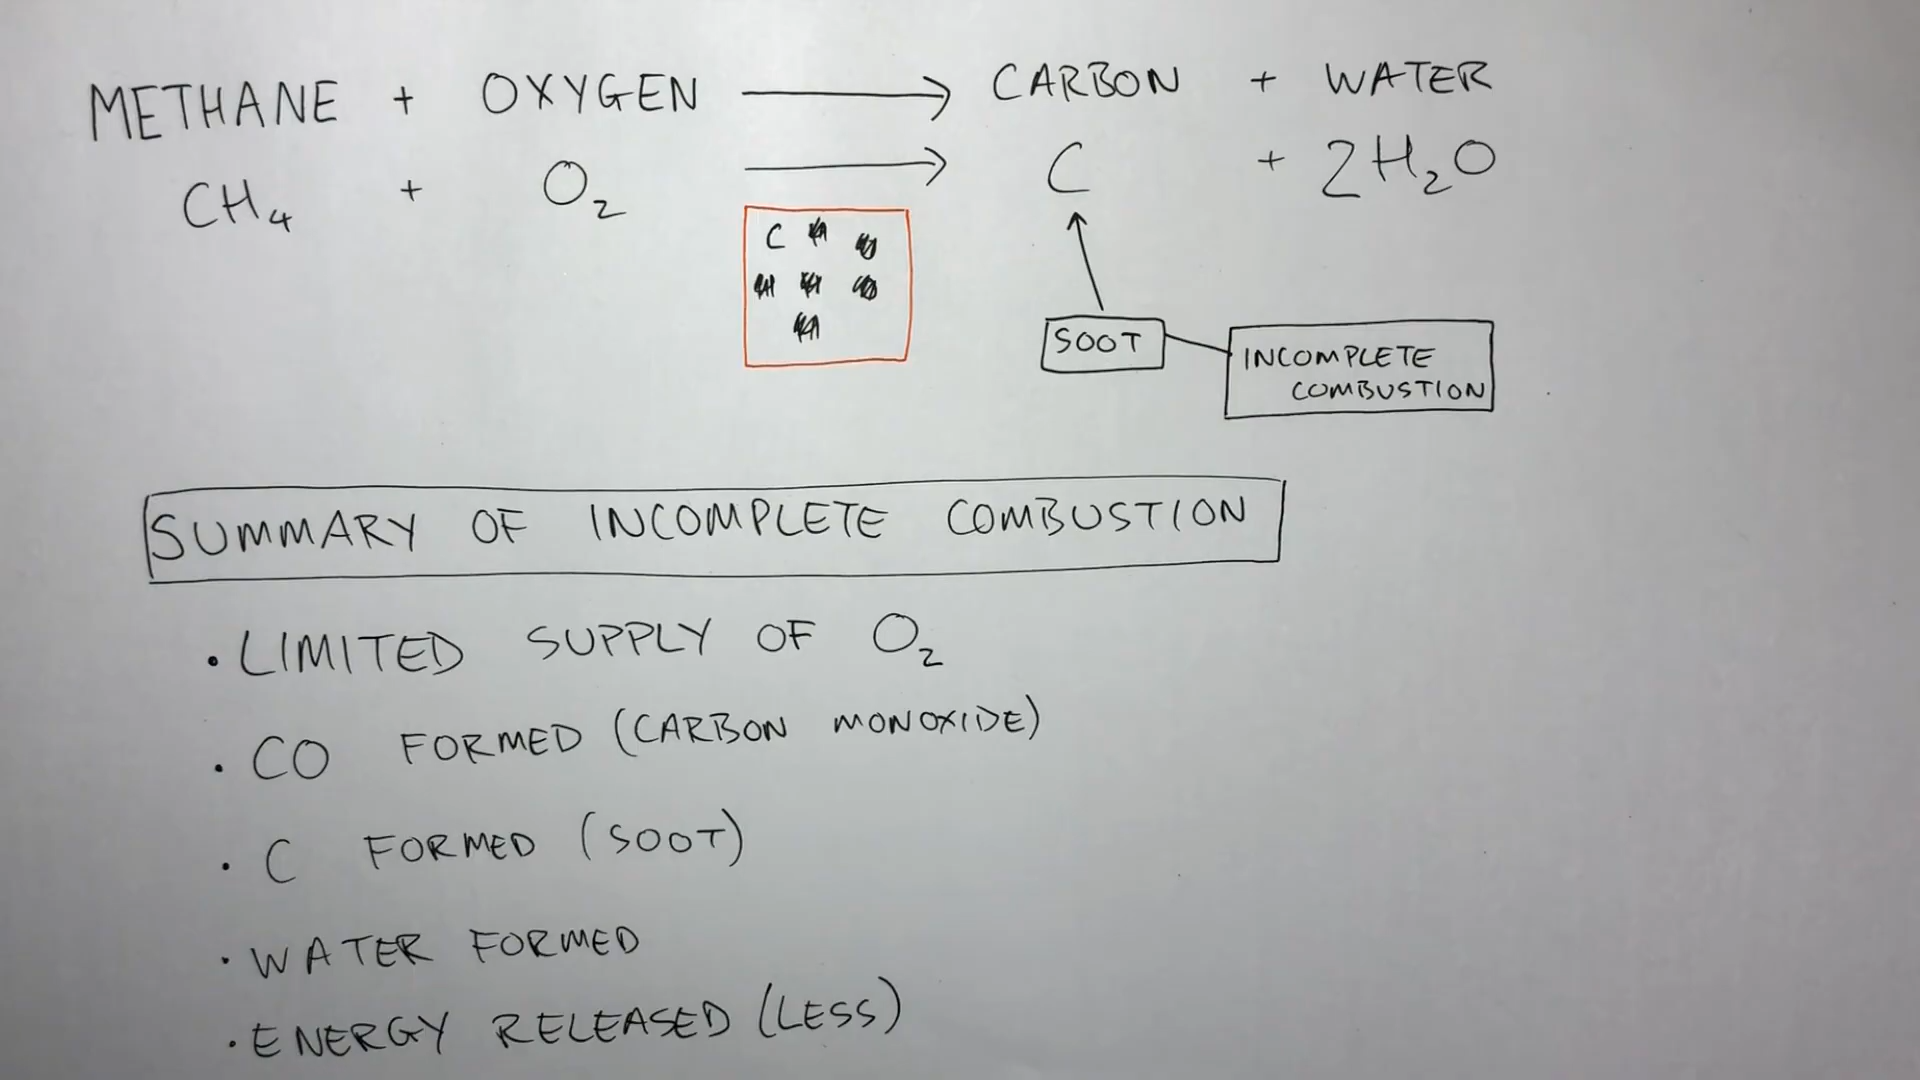 METHANE + OXYGEN → CARBON + WATER
CH₄ + O₂ → C + 2H₂O
C
SOOT
INCOMPLETE
COMBUSTION
SUMMARY OF INCOMPLETE COMBUSTION
• LIMITED SUPPLY OF O₂
• CO FORMED (CARBON MONOXIDE)
• C FORMED (SOOT)
• WATER FORMED
• ENERGY RELEASED (LESS)